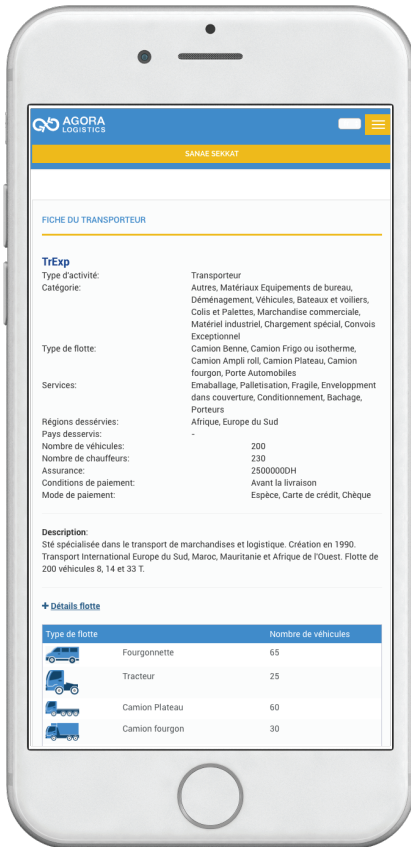 AGORA
LOGISTICS
SANAE SEKKAT
FICHE DU TRANSPORTEUR
TrExp
Type d'activité: Transporteur
Catégorie: Autres, Matériaux Equipements de bureau,
Déménagement, Véhicules, Bateaux et voiliers,
Colis et Palettes, Marchandise commerciale,
Matériel industriel, Chargement spécial, Convois
Exceptionnel
Type de flotte: Camion Benne, Camion Frigo ou isotherme,
Camion Ampli roll, Camion Plateau, Camion
fourgon, Porte Automobiles
Services: Emaballage, Palletisation, Fragile, Enveloppment
dans couverture, Conditionnement, Bachage,
Porteurs
Régions dessérvies: Afrique, Europe du Sud
Pays desservis: -
Nombre de véhicules: 200
Nombre de chauffeurs: 230
Assurance: 2500000DH
Conditions de paiement: Avant la livraison
Mode de paiement: Espèce, Carte de crédit, Chèque
Description:
Sté spécialisée dans le transport de marchandises et logistique. Création en 1990.
Transport International Europe du Sud, Maroc, Mauritanie et Afrique de l'Ouest. Flotte de
200 véhicules 8, 14 et 33 T.
+ Détails flotte
Type de flotte Nombre de véhicules
Fourgonnette 65
Tracteur 25
Camion Plateau 60
Camion fourgon 30